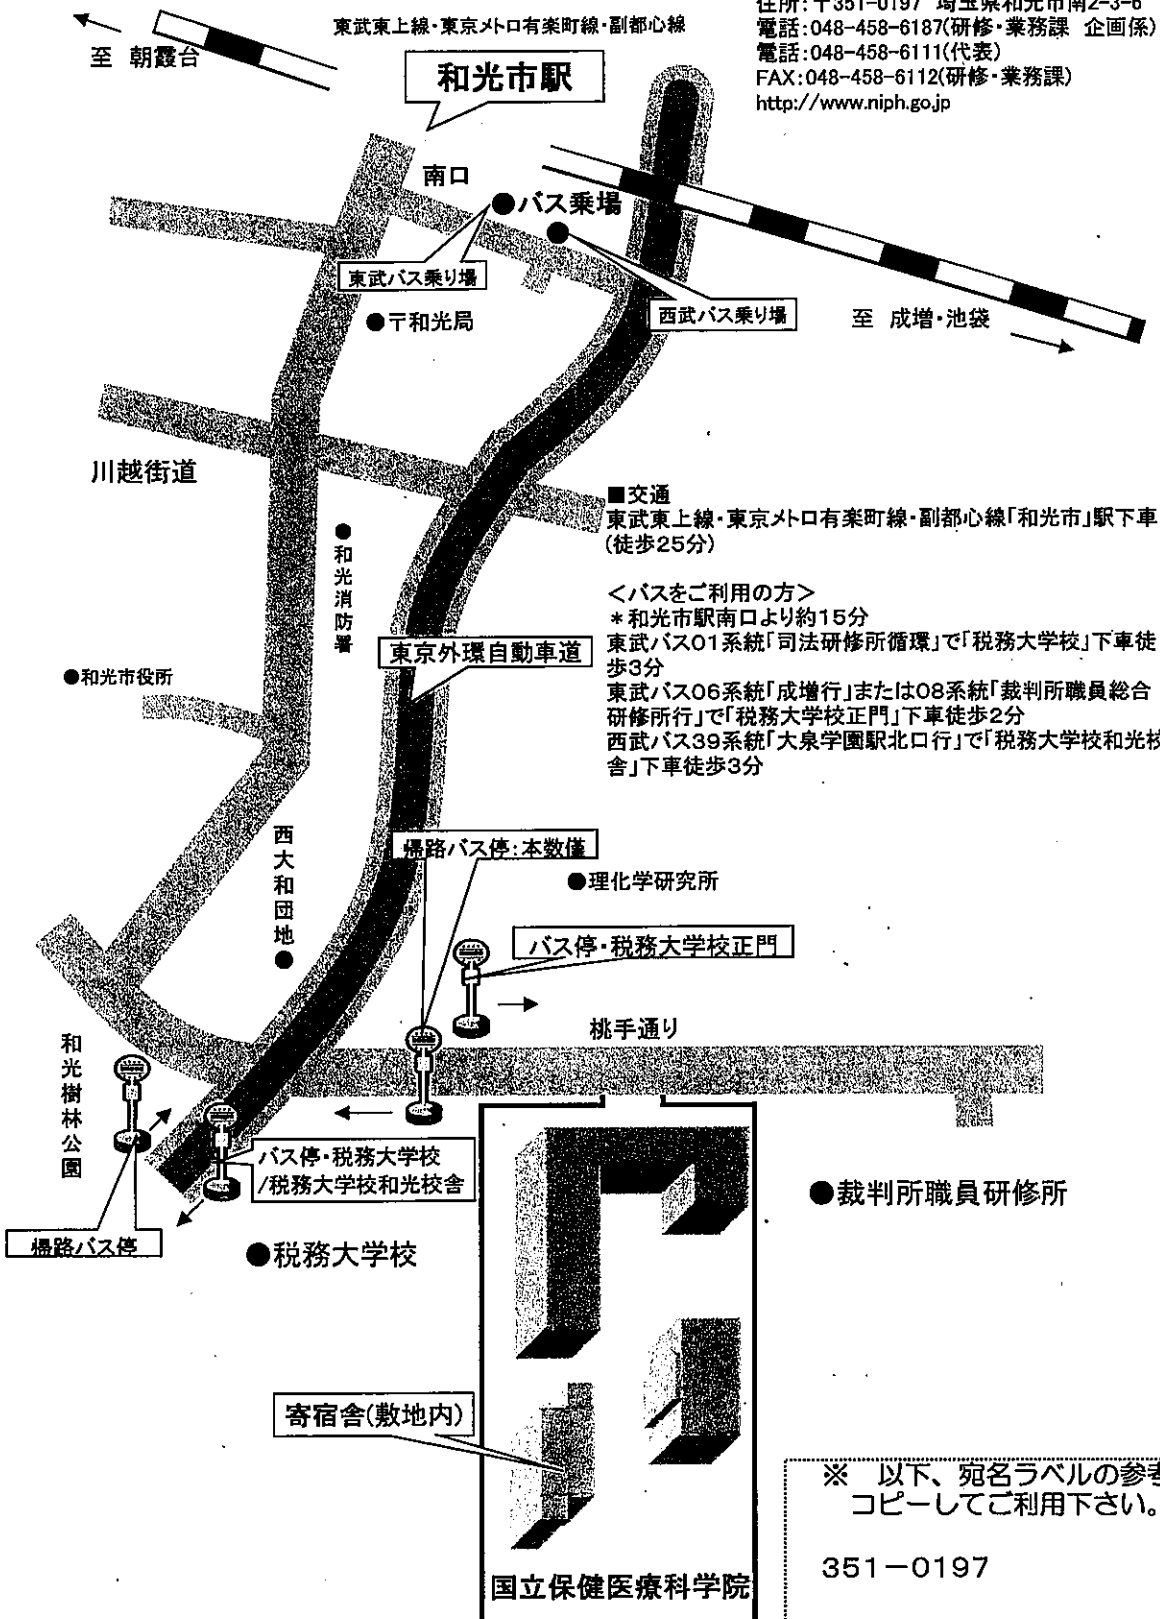 住所:〒351-0197 埼玉県和光市南2-3-6
東武東上線・東京メトロ有楽町線・副都心線
電話:048-458-6187(研修・業務課 企画係)
至 朝霞台
電話:048-458-6111(代表)
和光市駅
FAX:048-458-6112(研修・業務課)
http://www.niph.go.jp
南口
●バス乗場
東武バス乗り場
西武バス乗り場
●〒和光局
至 成増・池袋
川越街道
■交通
東武東上線・東京メトロ有楽町線・副都心線「和光市」駅下車
(徒歩25分)
<バスをご利用の方>
*和光市駅南口より約15分
東武バス01系統「司法研修所循環」で「税務大学校」下車徒
歩3分
東武バス06系統「成増行」または08系統「裁判所職員総合
研修所行」で「税務大学校正門」下車徒歩2分
西武バス39系統「大泉学園駅北口行」で「税務大学校和光校
舎」下車徒歩3分
●和光消防署
東京外環自動車道
●和光市役所
西大和団地●
帰路バス停:本数僅
●理化学研究所
バス停・税務大学校正門
桃手通り
和光樹林公園
バス停・税務大学校
/税務大学校和光校舎
●裁判所職員研修所
帰路バス停
●税務大学校
寄宿舎(敷地内)
国立保健医療科学院
※ 以下、宛名ラベルの参考
コピーしてご利用下さい。
351-0197